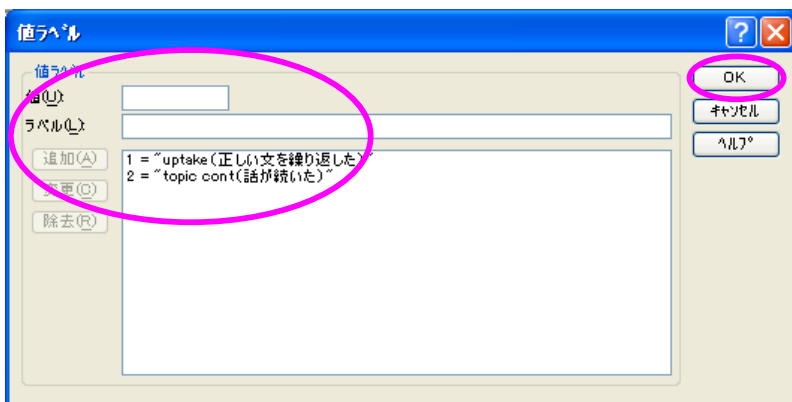 値ラベル
値ラベル
値(U):
ラベル(L):
追加(A)
変更(C)
除去(R)
1 = "uptake(正しい文を繰り返した)"
2 = "topic cont(話が続いた)"
OK
キャンセル
ヘルプ